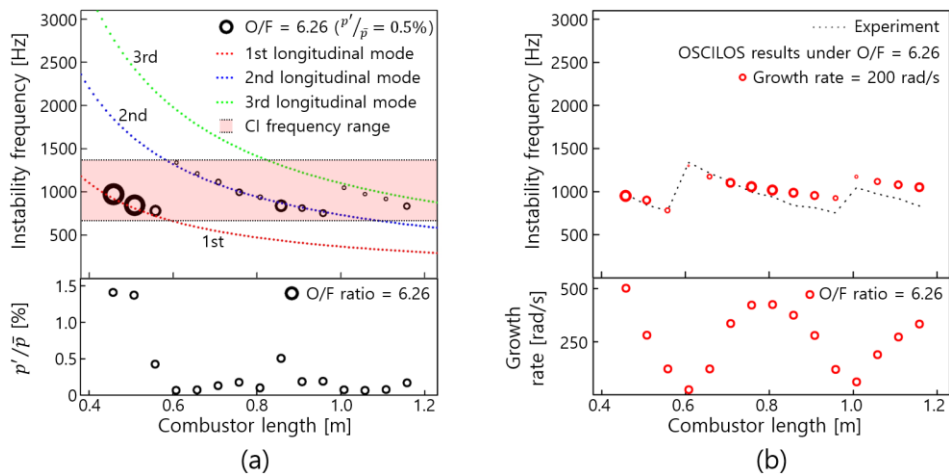 (a)
3000
2500
2000
1500
1000
500
Instability frequency [Hz]
3rd
2nd
1st
O/F = 6.26 (p′/p̄ = 0.5%)
1st longitudinal mode
2nd longitudinal mode
3rd longitudinal mode
CI frequency range
1.5
1.0
0.5
0
p′/p̄ [%]
O/F ratio = 6.26
0.4 0.6 0.8 1.0 1.2
Combustor length [m]
(a)
(b)
3000
2500
2000
1500
1000
500
Instability frequency [Hz]
Experiment
OSCILOS results under O/F = 6.26
Growth rate = 200 rad/s
500
250
Growth
rate [rad/s]
O/F ratio = 6.26
0.4 0.6 0.8 1.0 1.2
Combustor length [m]
(b)